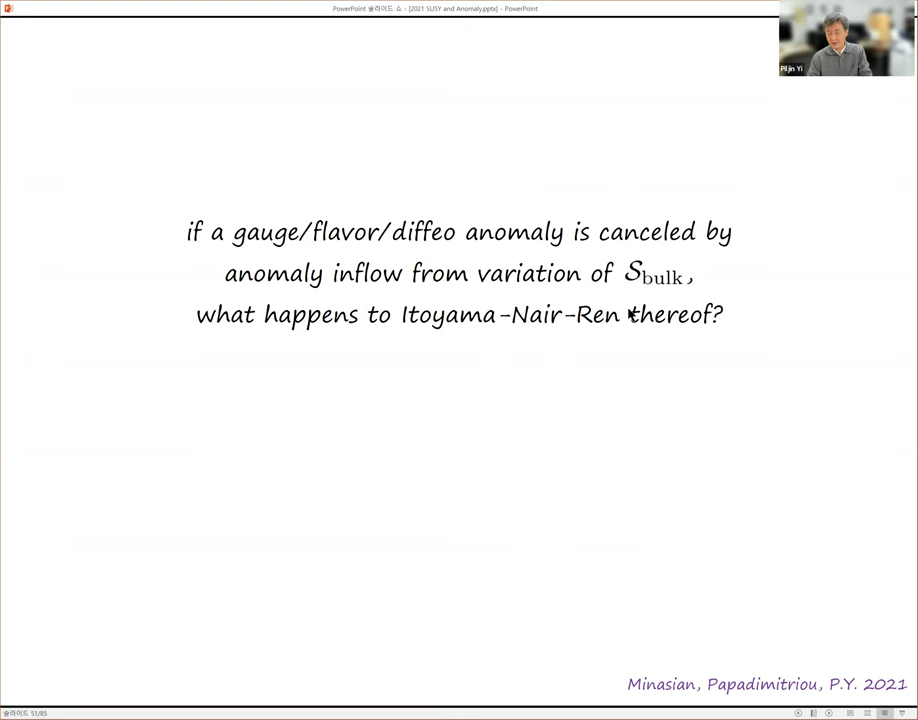 PowerPoint 슬라이드 쇼 - [2021 SUSY and Anomaly.pptx] - PowerPoint
Piljin Yi
if a gauge/flavor/diffeo anomaly is canceled by
anomaly inflow from variation of 𝒮bulk,
what happens to Itoyama-Nair-Ren thereof?
Minasian, Papadimitriou, P.Y. 2021
슬라이드 51/85